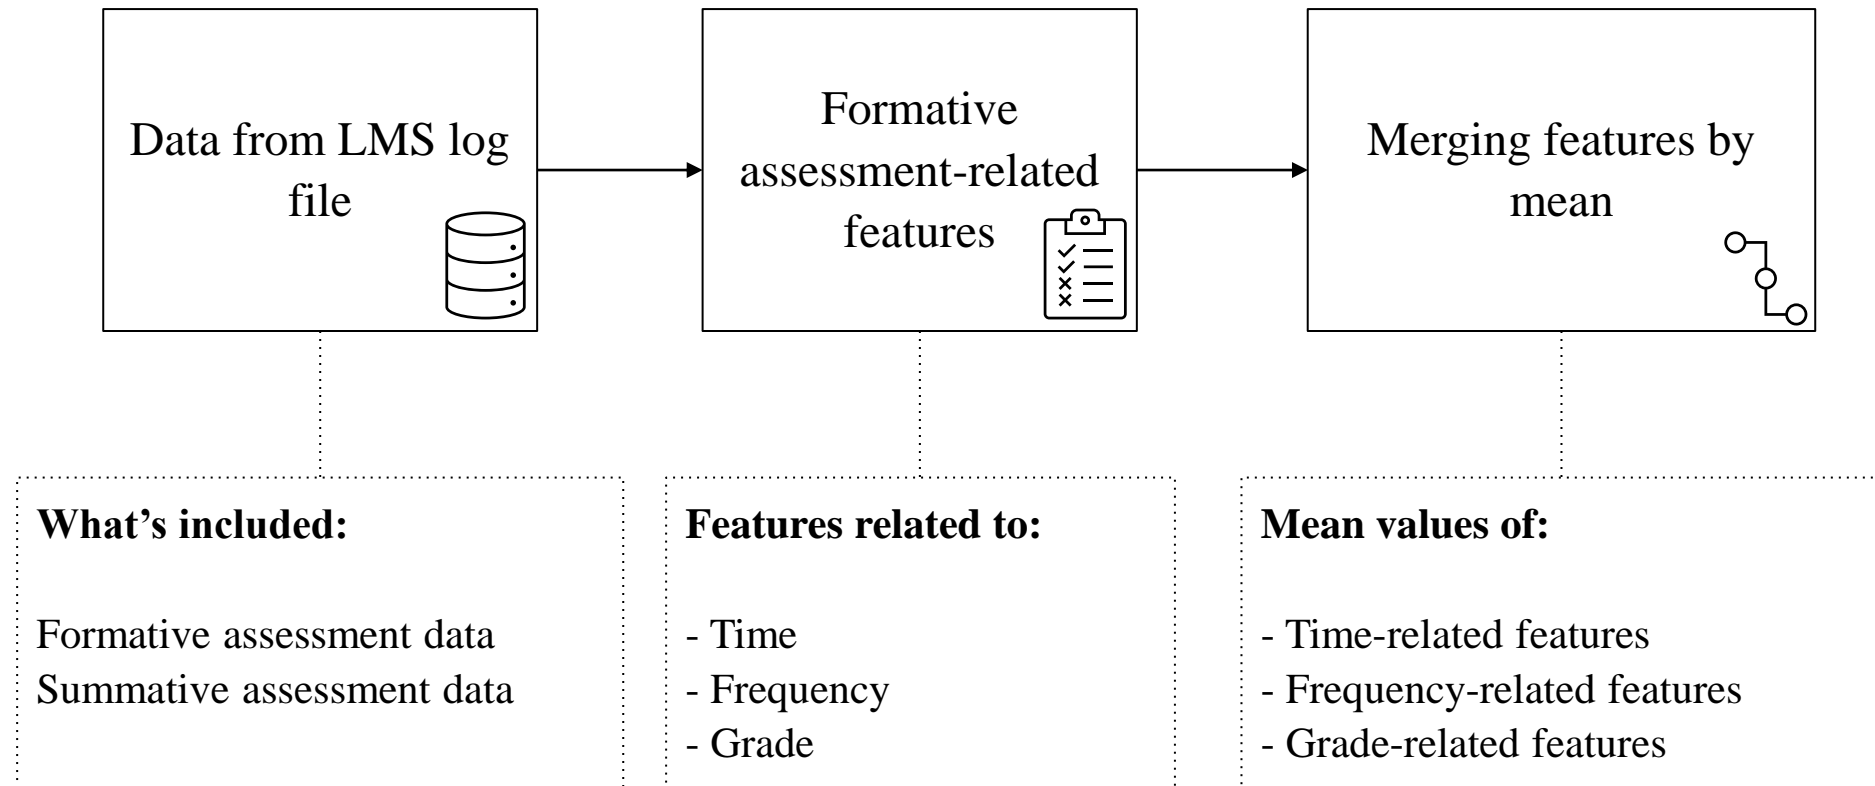 Data from LMS log
file
Formative
assessment-related
features
Merging features by
mean
What’s included:
Formative assessment data
Summative assessment data
Features related to:
- Time
- Frequency
- Grade
Mean values of:
- Time-related features
- Frequency-related features
- Grade-related features